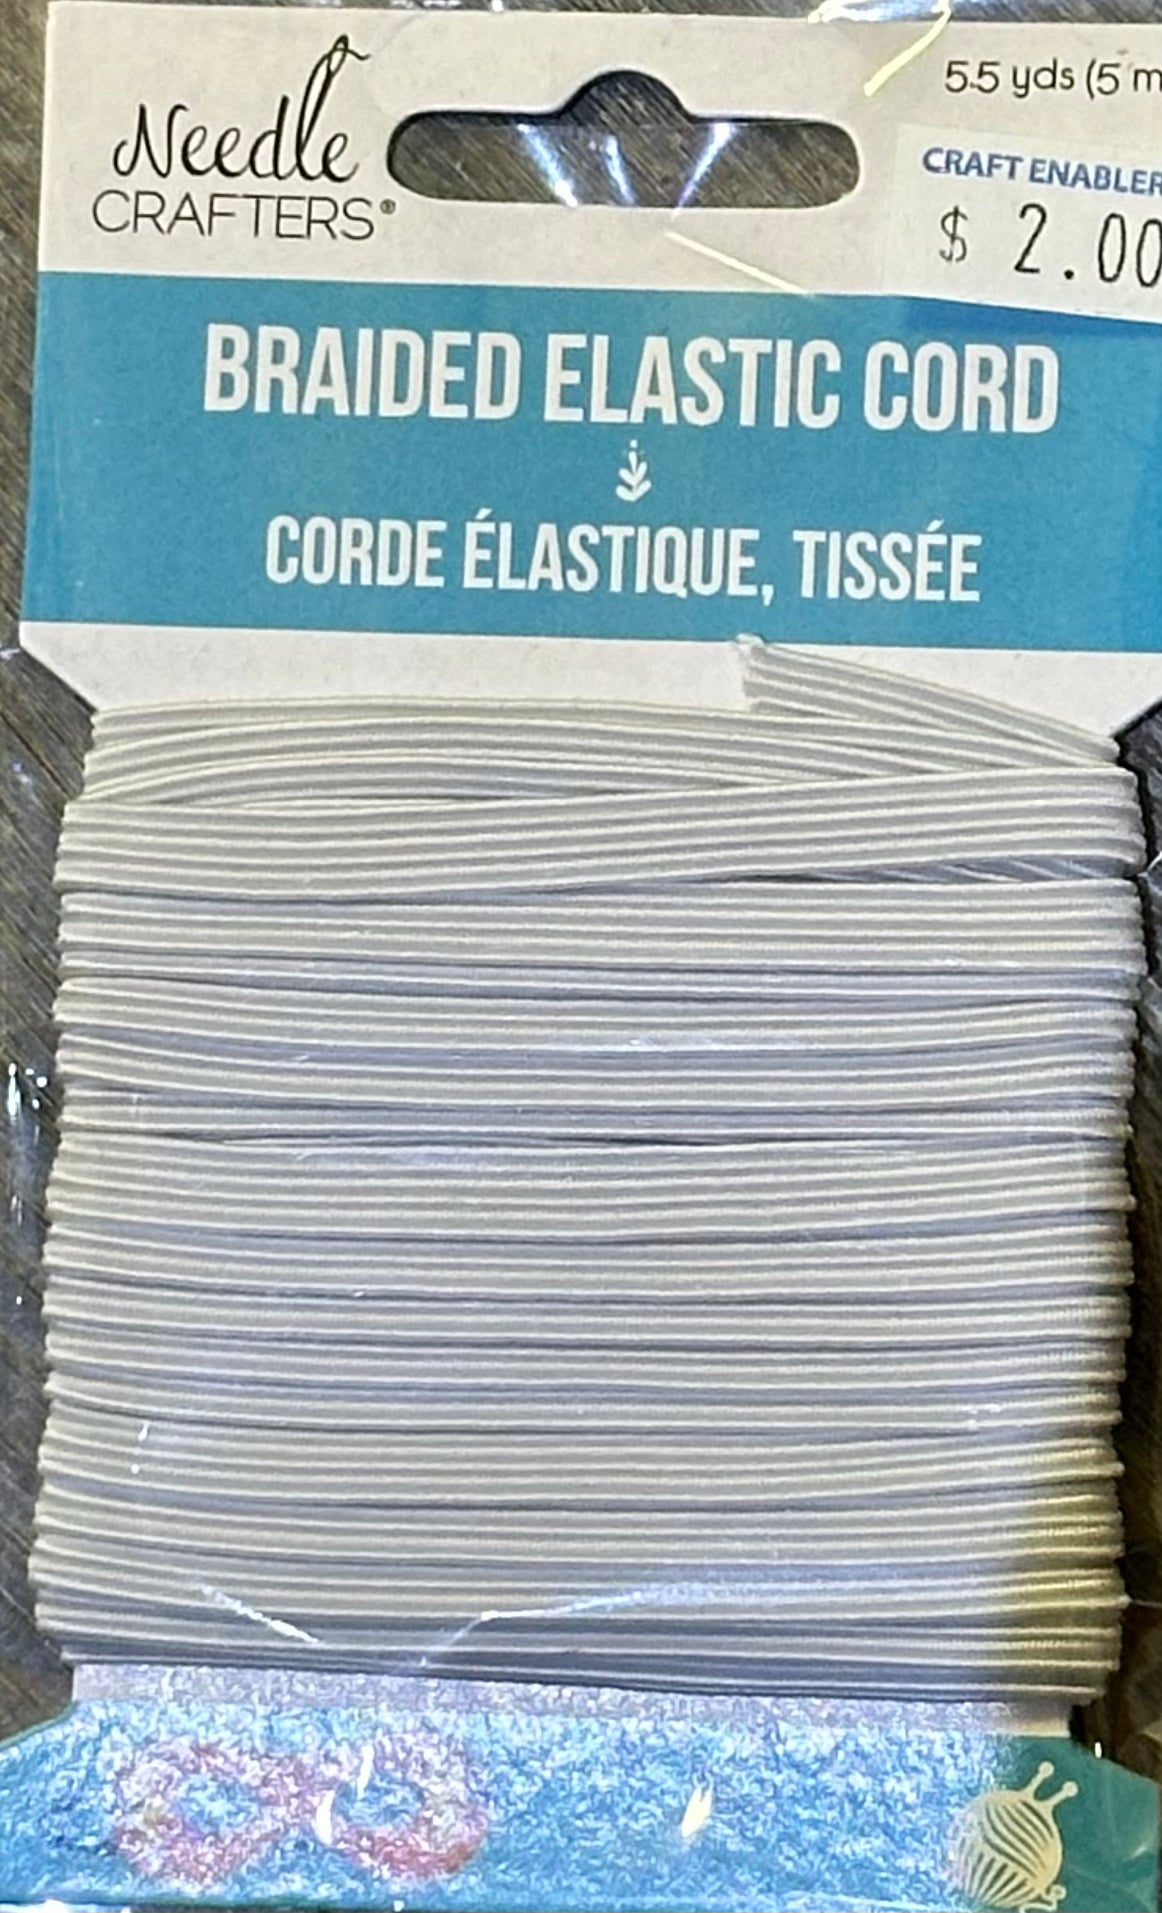 Needle
CRAFTERS®
5.5 yds (5 m
CRAFT ENABLER
$ 2.00
BRAIDED ELASTIC CORD
CORDE ÉLASTIQUE, TISSÉE